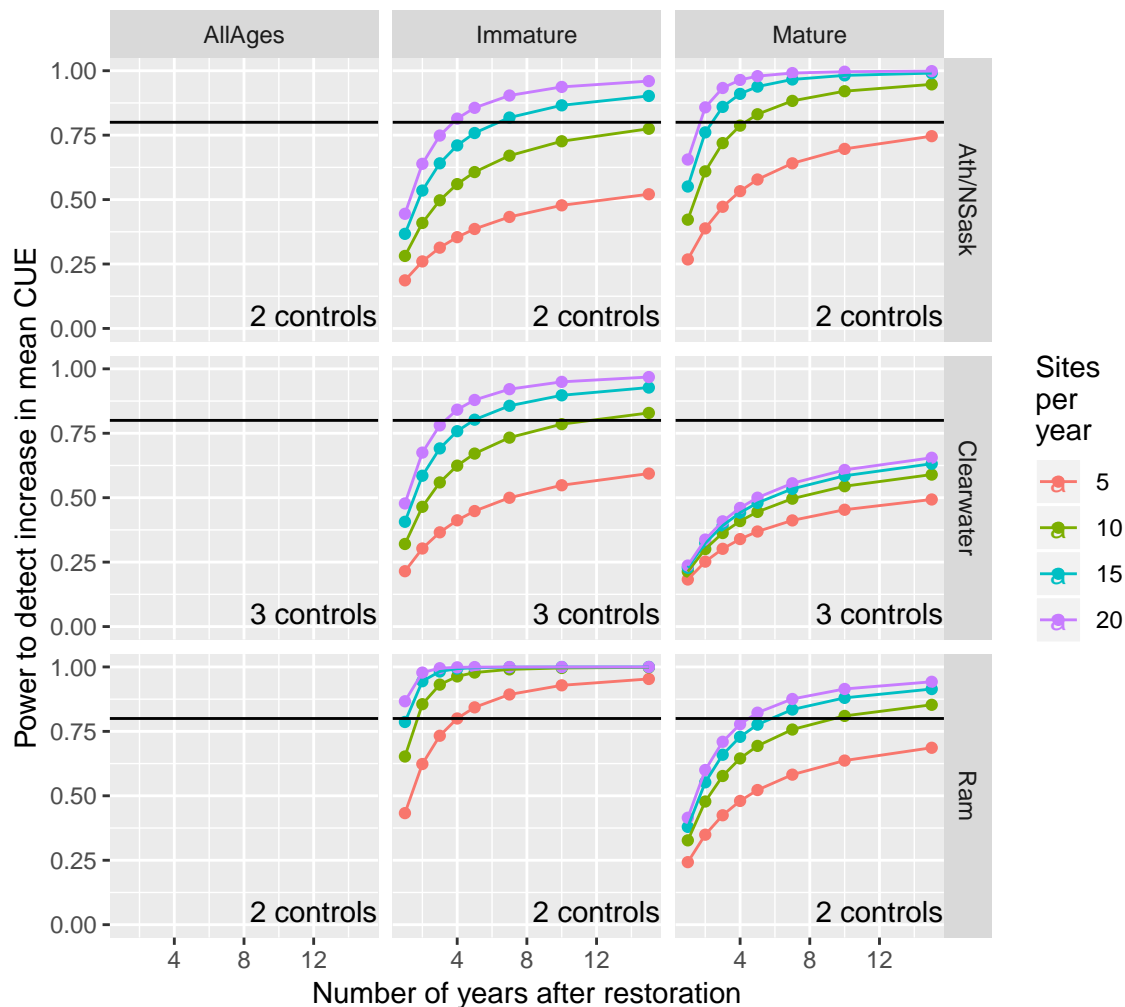 AllAges
Immature
Mature
Power to detect increase in mean CUE
1.00
0.75
0.50
0.25
0.00
2 controls
2 controls
2 controls
Ath/NSask
1.00
0.75
0.50
0.25
0.00
3 controls
3 controls
3 controls
Clearwater
1.00
0.75
0.50
0.25
0.00
2 controls
2 controls
2 controls
Ram
4 8 12
4 8 12
4 8 12
Number of years after restoration
Sites
per
year
a 5
a 10
a 15
a 20